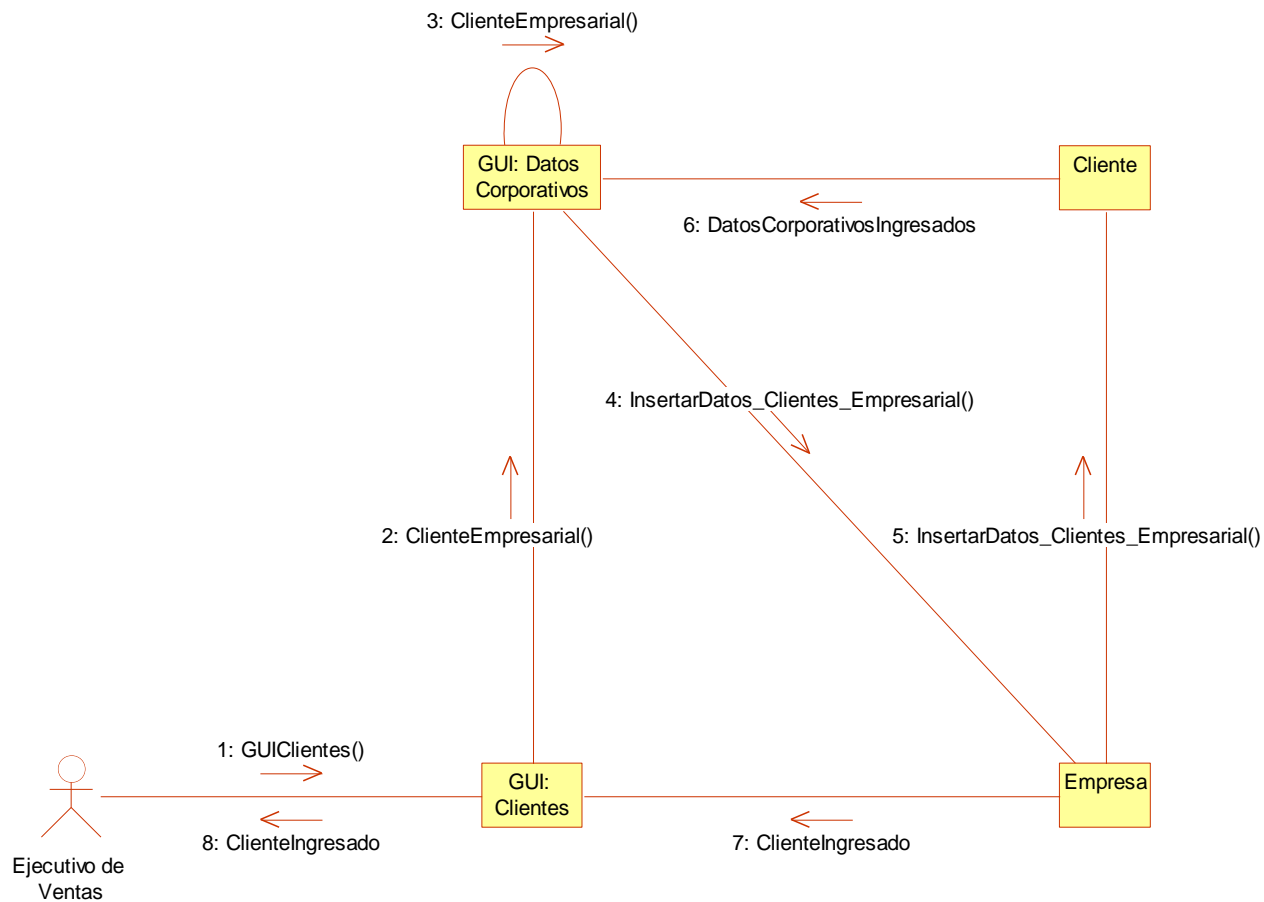 3: ClienteEmpresarial()
GUI: Datos
Corporativos
Cliente
6: DatosCorporativosIngresados
4: InsertarDatos_Clientes_Empresarial()
2: ClienteEmpresarial()
5: InsertarDatos_Clientes_Empresarial()
1: GUIClientes()
GUI:
Clientes
Empresa
8: ClienteIngresado
7: ClienteIngresado
Ejecutivo de
Ventas